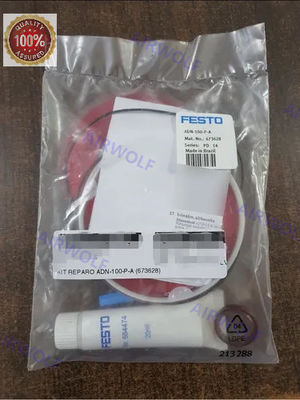 QUALITY
100%
ASSURED
FESTO
ADN-100-P-A
Mat. No.: 673628
Series: PD 14
Made in Brazil
KIT REPARO ADN-100-P-A (673628)
FESTO
20ml
04
LDPE
213288
AIRWOLF